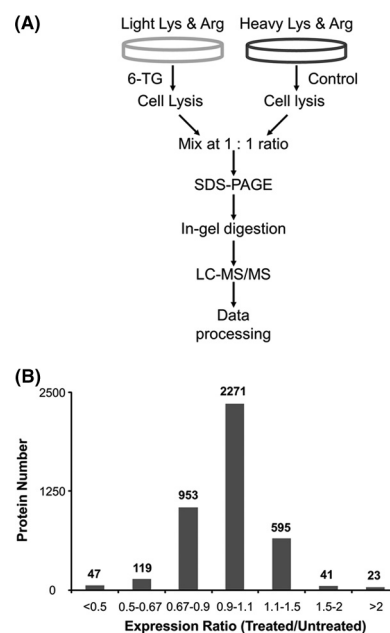 (A)
Light Lys & Arg
Heavy Lys & Arg
6-TG
Control
Cell Lysis
Cell lysis
Mix at 1 : 1 ratio
SDS-PAGE
In-gel digestion
LC-MS/MS
Data
processing
(B)
2500
1250
0
Protein Number
47
119
953
2271
595
41
23
<0.5
0.5-0.67
0.67-0.9
0.9-1.1
1.1-1.5
1.5-2
>2
Expression Ratio (Treated/Untreated)